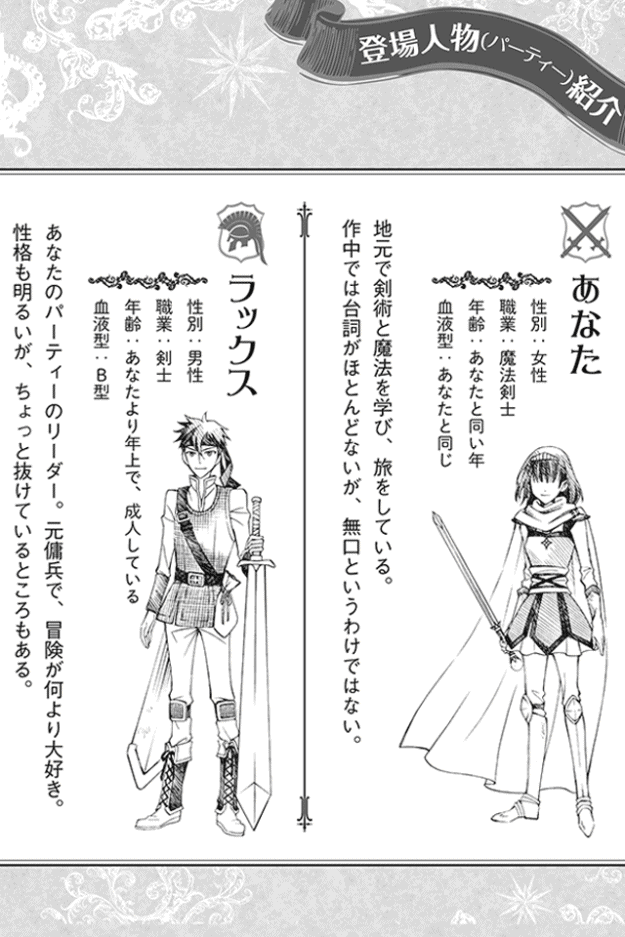 登場人物(パーティー)紹介
あなた
性別:女性
職業:魔法剣士
年齢:あなたと同い年
血液型:あなたと同じ
地元で剣術と魔法を学び、旅をしている。
作中では台詞がほとんどないが、無口というわけではない。
ラックス
性別:男性
職業:剣士
年齢:あなたより年上で、成人している
血液型:B型
あなたのパーティーのリーダー。元傭兵で、冒険が何より大好き。
性格も明るいが、ちょっと抜けているところもある。